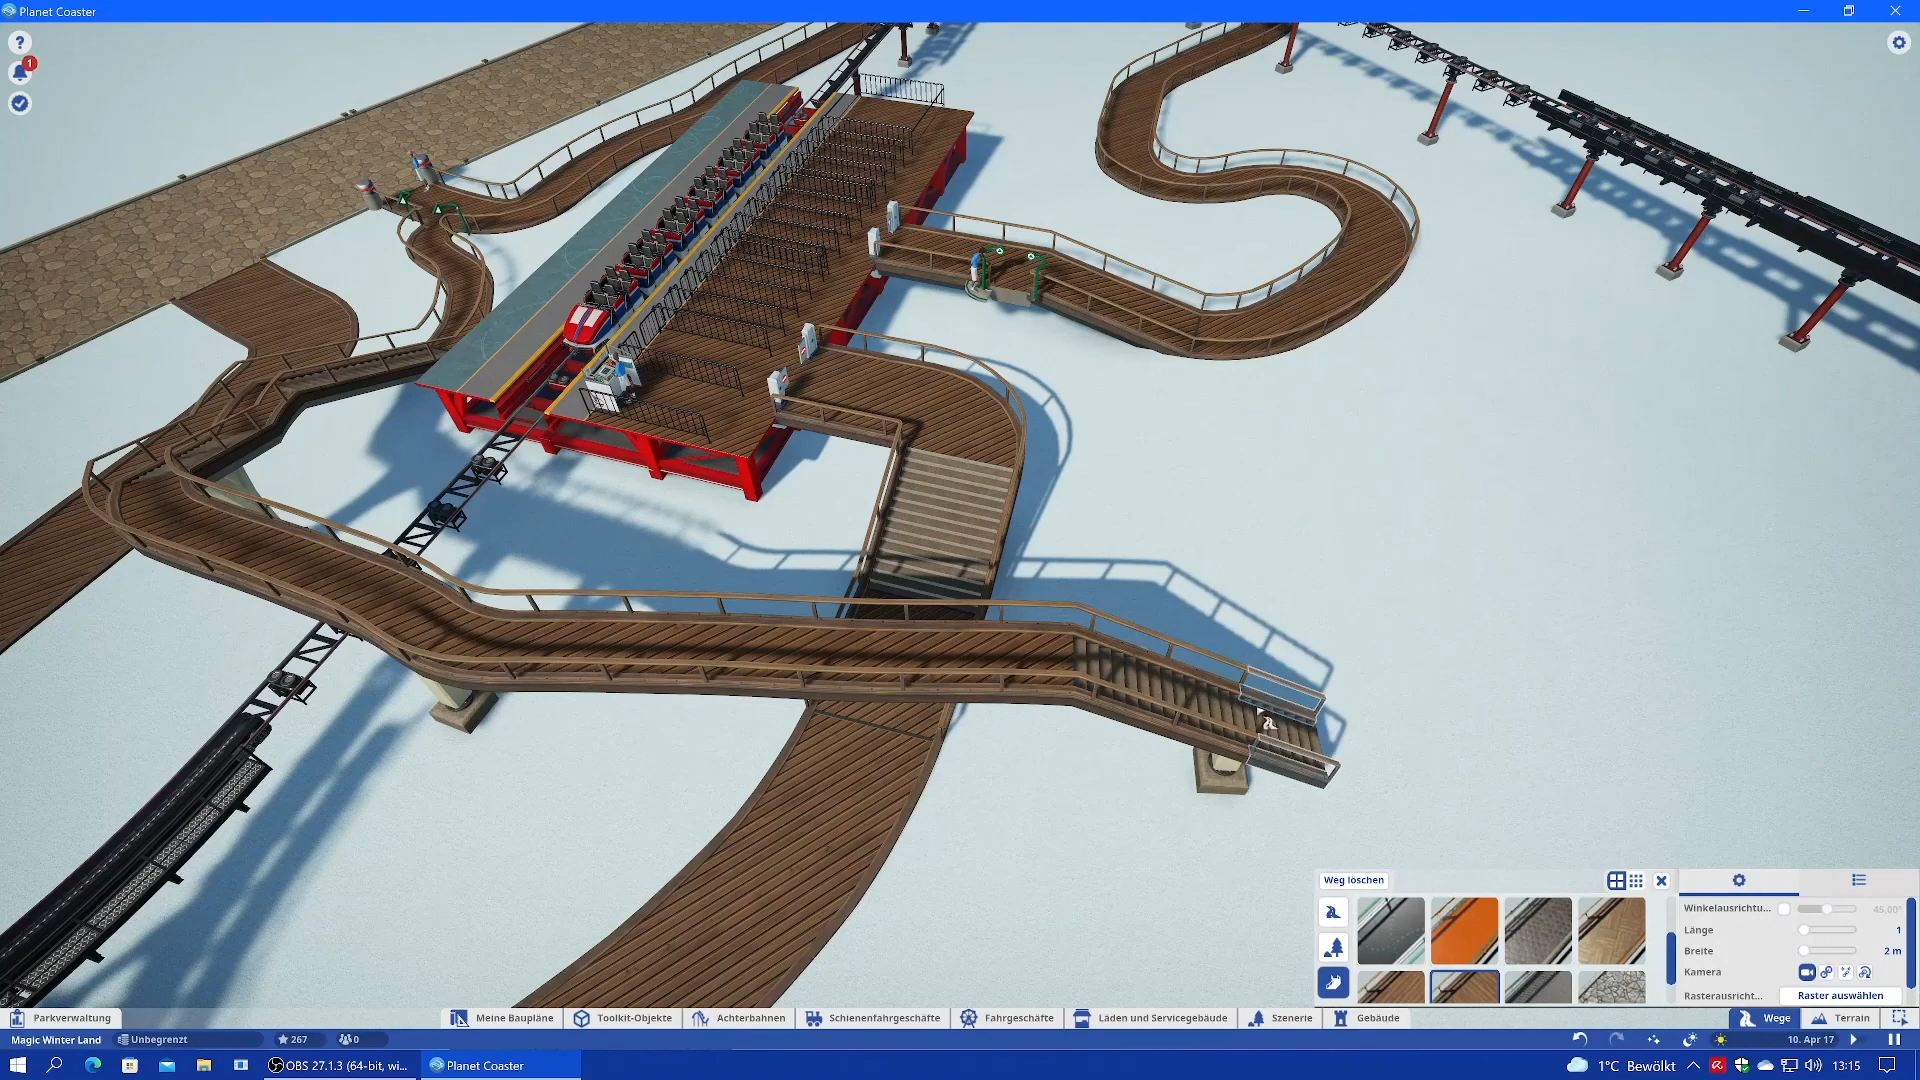 Planet Coaster
?
1
Weg löschen
Winkelausrichtu...
45,00°
Länge
1
Breite
2 m
Kamera
Rasterausricht...
Raster auswählen
Parkverwaltung
Meine Baupläne
Toolkit-Objekte
Achterbahnen
Schienenfahrgeschäfte
Fahrgeschäfte
Läden und Servicegebäude
Szenerie
Gebäude
Wege
Terrain
Magic Winter Land
Unbegrenzt
267
0
10. Apr 17
OBS 27.1.3 (64-bit, wi...
Planet Coaster
1°C Bewölkt
13:15